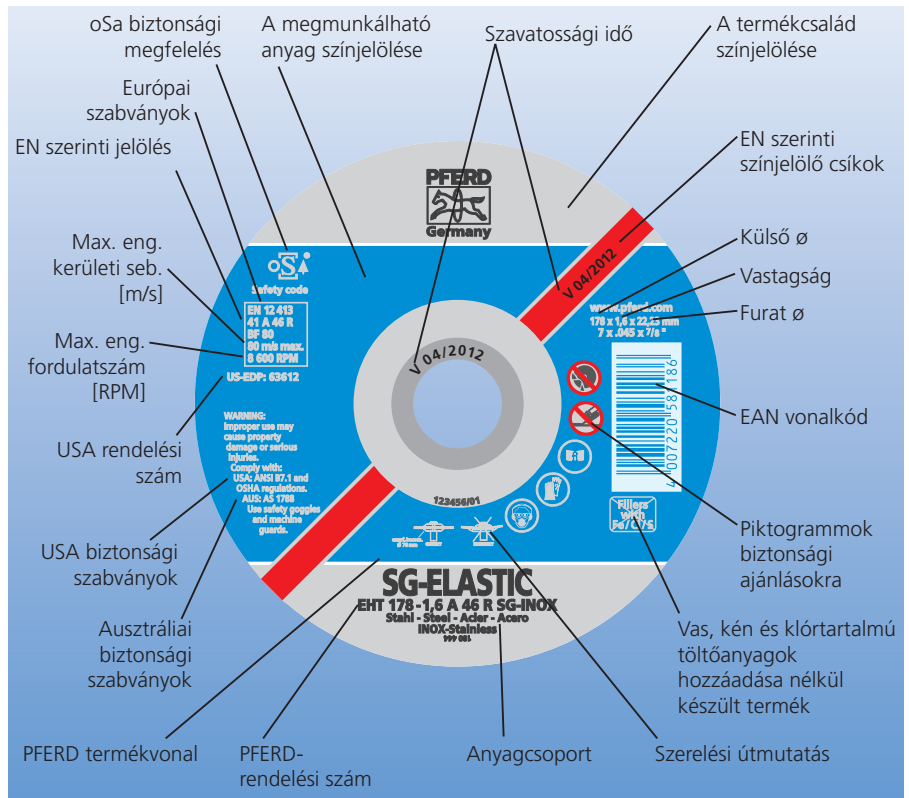 oSa biztonsági
megfelelés
A megmunkálható
anyag színjelölése
Szavatossági idő
A termékcsalád
színjelölése
Európai
szabványok
EN szerinti jelölés
EN szerinti
színjelölő csíkok
Max. eng.
kerületi seb.
[m/s]
Külső ø
Vastagság
Furat ø
Max. eng.
fordulatszám
[RPM]
EAN vonalkód
USA rendelési
szám
USA biztonsági
szabványok
Piktogrammok
biztonsági
ajánlásokra
Ausztráliai
biztonsági
szabványok
Vas, kén és klórtartalmú
töltőanyagok
hozzáadása nélkül
készült termék
PFERD termékvonal
PFERD-
rendelési szám
Anyagcsoport
Szerelési útmutatás
PFERD
Germany
oSa
Safety code
EN 12 413
41 A 46 R
BF 80
80 m/s max.
8 600 RPM
US-EDP: 63612
WARNING:
Improper use may
cause property
damage or serious
injuries.
Comply with:
USA: ANSI B7.1 and
OSHA regulations.
AUS: AS 1788
Use safety goggles
and machine
guards.
V 04/2012
V 04/2012
www.pferd.com
178 x 1,6 x 22,23 mm
7 x .045 x 7/8 "
4 007220 581186
Fillers
with
Fe/Cl/S
123456/01
SG-ELASTIC
EHT 178-1,6 A 46 R SG-INOX
Stahl - Steel - Acier - Acero
INOX-Stainless